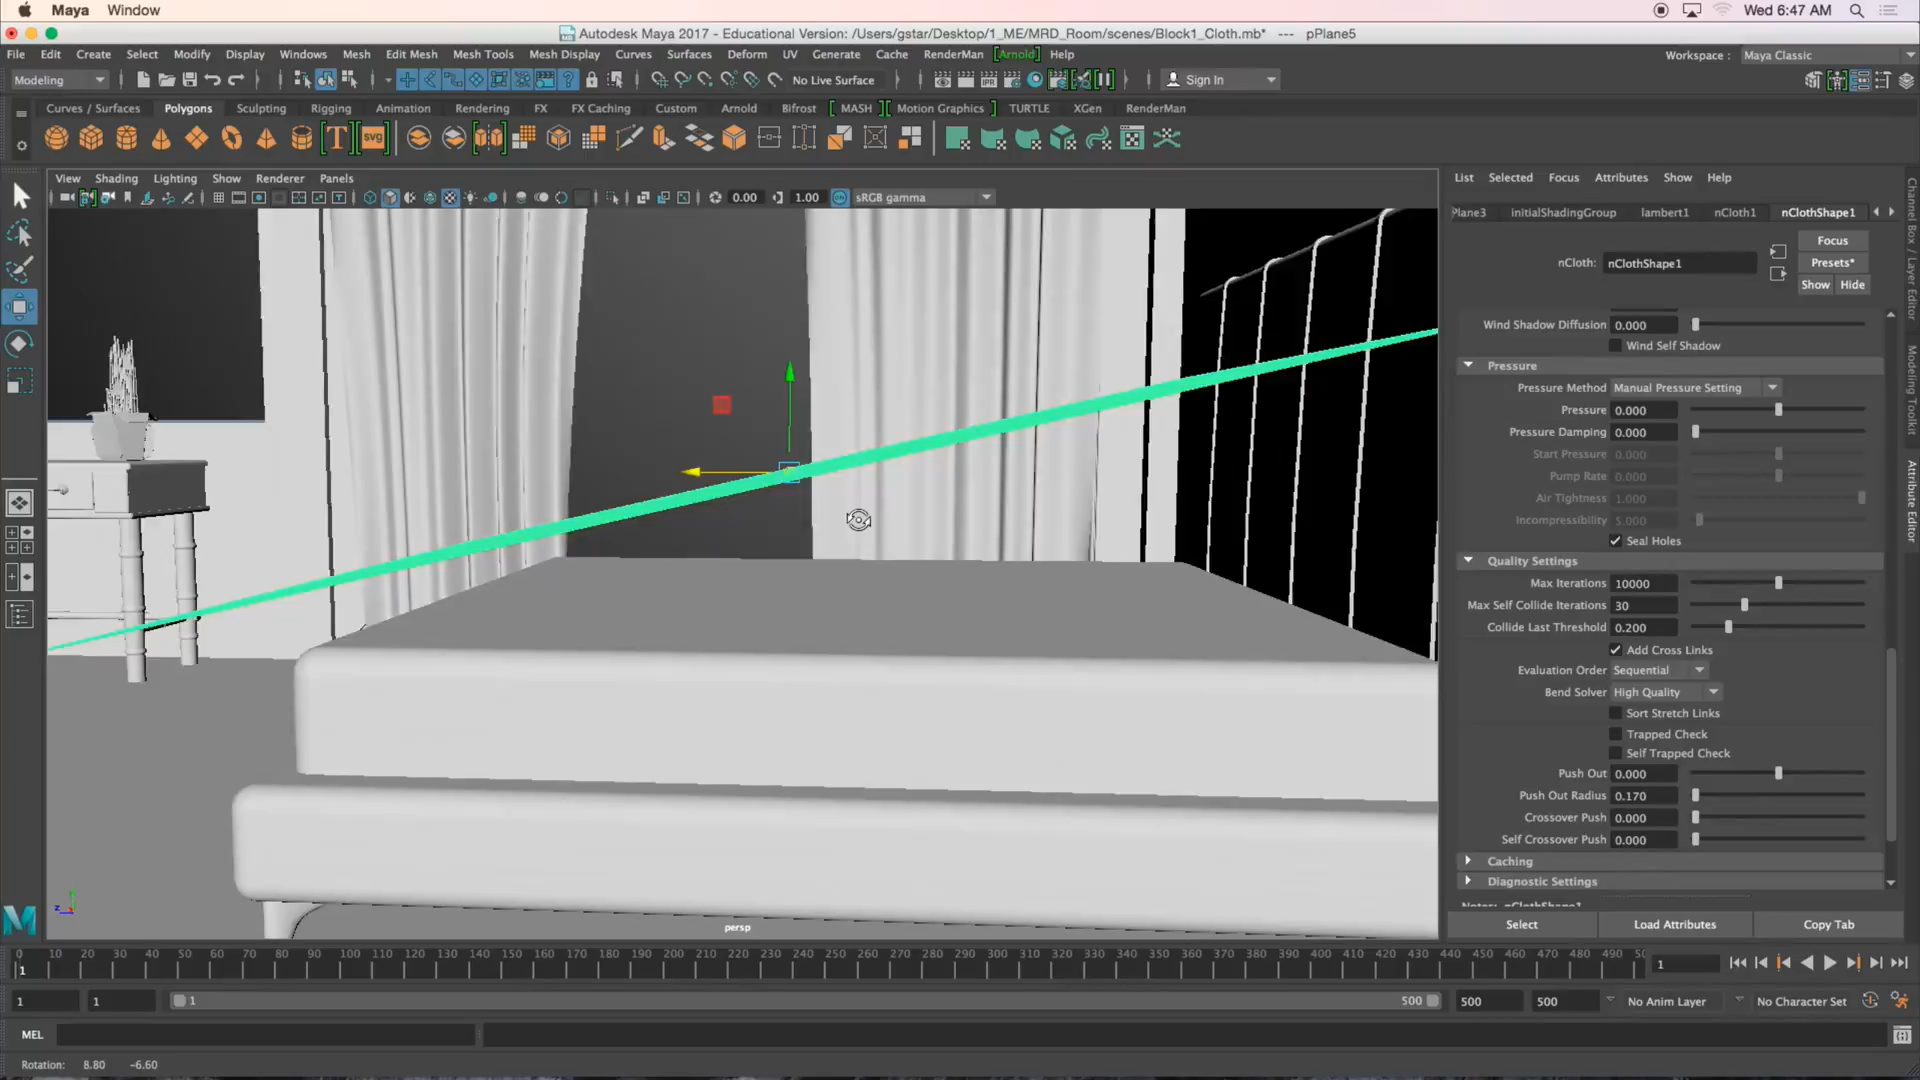 Maya Window Wed 6:47 AM
Autodesk Maya 2017 - Educational Version: /Users/gstar/Desktop/1_ME/MRD_Room/scenes/Block1_Cloth.mb* --- pPlane5
File Edit Create Select Modify Display Windows Mesh Edit Mesh Mesh Tools Mesh Display Curves Surfaces Deform UV Generate Cache RenderMan Arnold Help Workspace : Maya Classic
Modeling No Live Surface Sign In
Curves / Surfaces Polygons Sculpting Rigging Animation Rendering FX FX Caching Custom Arnold Bifrost MASH Motion Graphics TURTLE XGen RenderMan
T svg
View Shading Lighting Show Renderer Panels
0.00 1.00 sRGB gamma
List Selected Focus Attributes Show Help
Plane3 initialShadingGroup lambert1 nCloth1 nClothShape1
Focus
nCloth: nClothShape1 Presets*
Show Hide
Wind Shadow Diffusion 0.000
Wind Self Shadow
Pressure
Pressure Method Manual Pressure Setting
Pressure 0.000
Pressure Damping 0.000
Start Pressure 0.000
Pump Rate 0.000
Air Tightness 1.000
Incompressibility 5.000
Seal Holes
Quality Settings
Max Iterations 10000
Max Self Collide Iterations 30
Collide Last Threshold 0.200
Add Cross Links
Evaluation Order Sequential
Bend Solver High Quality
Sort Stretch Links
Trapped Check
Self Trapped Check
Push Out 0.000
Push Out Radius 0.170
Crossover Push 0.000
Self Crossover Push 0.000
Caching
Diagnostic Settings
Notes: nClothShape1
Select Load Attributes Copy Tab
Channel Box / Layer Editor
Modeling Toolkit
Attribute Editor
z
persp
0 10 20 30 40 50 60 70 80 90 100 110 120 130 140 150 160 170 180 190 200 210 220 230 240 250 260 270 280 290 300 310 320 330 340 350 360 370 380 390 400 410 420 430 440 450 460 470 480 490
1 1
1 1 1 500 500 500 No Anim Layer No Character Set
MEL
Rotation: 8.80 -6.60